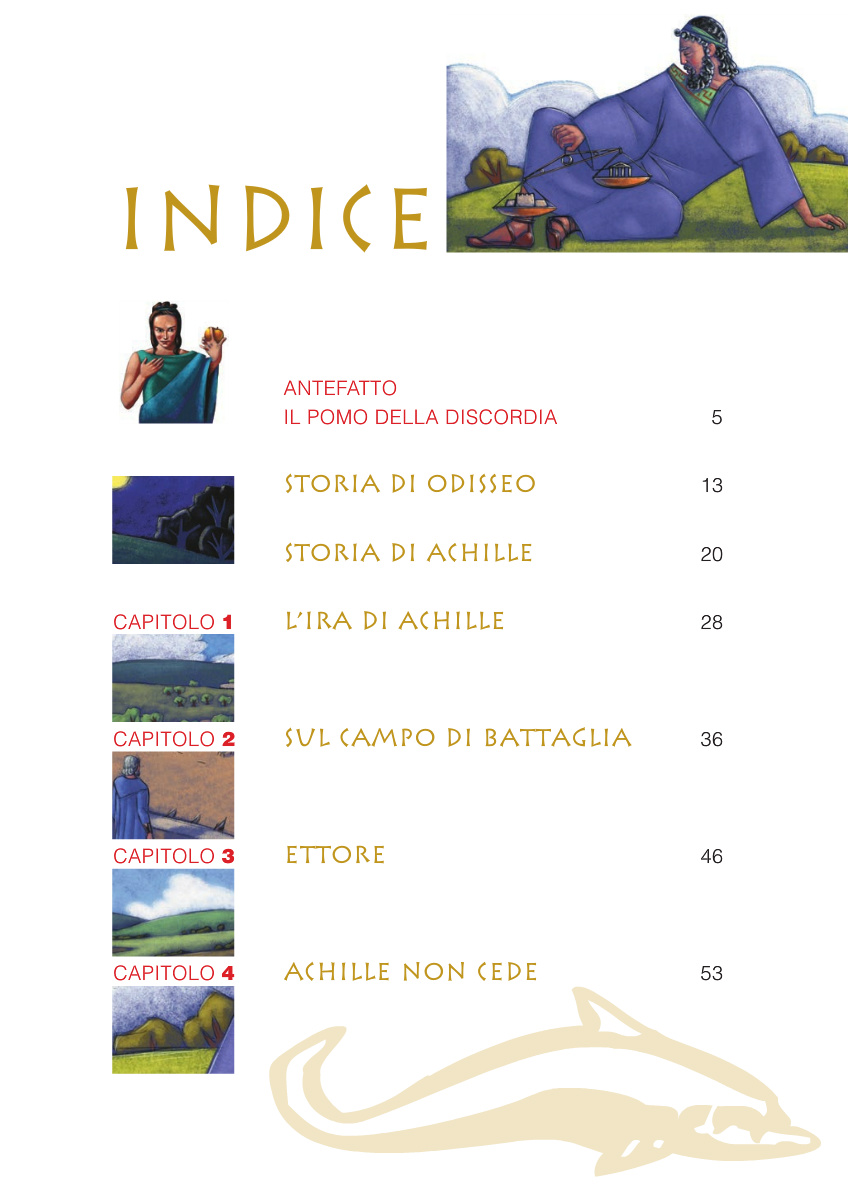 INDICE
ANTEFATTO
IL POMO DELLA DISCORDIA 5
STORIA DI ODISSEO 13
STORIA DI ACHILLE 20
CAPITOLO 1 L'IRA DI ACHILLE 28
CAPITOLO 2 SUL CAMPO DI BATTAGLIA 36
CAPITOLO 3 ETTORE 46
CAPITOLO 4 ACHILLE NON CEDE 53